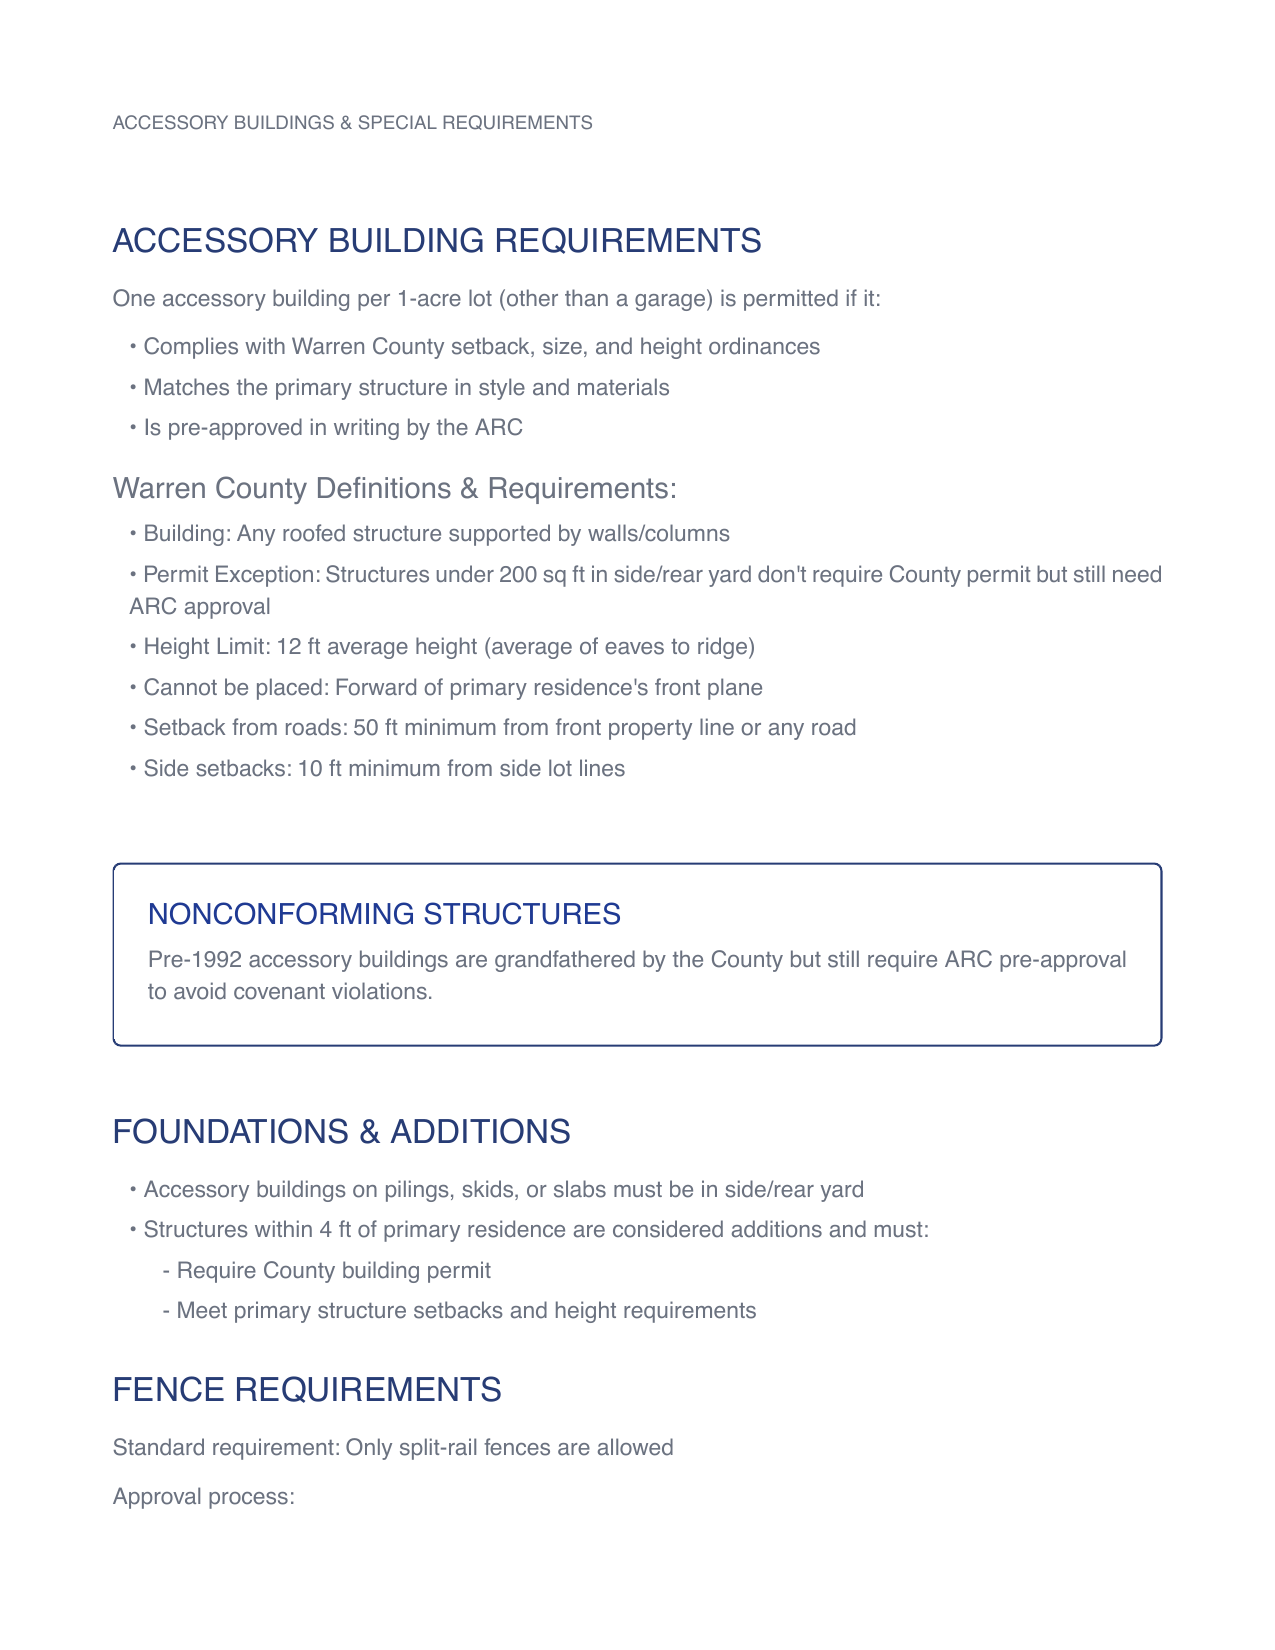 ACCESSORY BUILDINGS & SPECIAL REQUIREMENTS
ACCESSORY BUILDING REQUIREMENTS
One accessory building per 1-acre lot (other than a garage) is permitted if it:
• Complies with Warren County setback, size, and height ordinances
• Matches the primary structure in style and materials
• Is pre-approved in writing by the ARC
Warren County Definitions & Requirements:
• Building: Any roofed structure supported by walls/columns
• Permit Exception: Structures under 200 sq ft in side/rear yard don't require County permit but still need
ARC approval
• Height Limit: 12 ft average height (average of eaves to ridge)
• Cannot be placed: Forward of primary residence's front plane
• Setback from roads: 50 ft minimum from front property line or any road
• Side setbacks: 10 ft minimum from side lot lines
NONCONFORMING STRUCTURES
Pre-1992 accessory buildings are grandfathered by the County but still require ARC pre-approval
to avoid covenant violations.
FOUNDATIONS & ADDITIONS
• Accessory buildings on pilings, skids, or slabs must be in side/rear yard
• Structures within 4 ft of primary residence are considered additions and must:
- Require County building permit
- Meet primary structure setbacks and height requirements
FENCE REQUIREMENTS
Standard requirement: Only split-rail fences are allowed
Approval process: